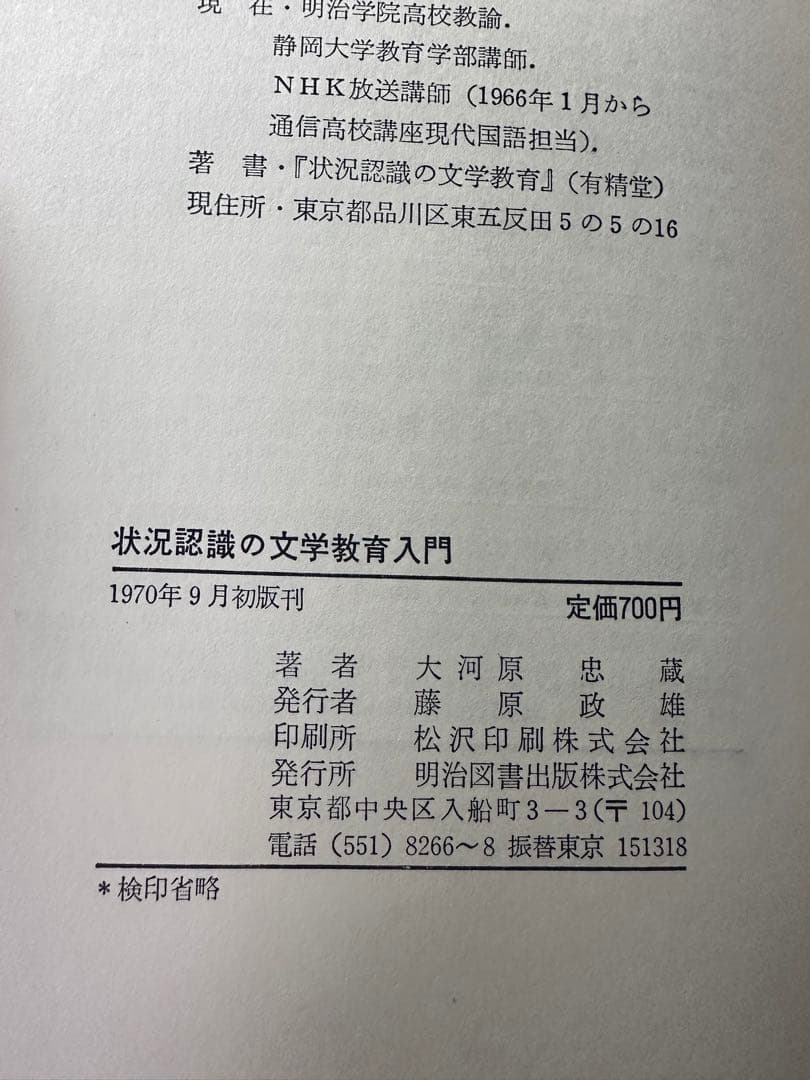 現　在・明治学院高校教諭.
静岡大学教育学部講師.
NHK放送講師（1966年1月から
通信高校講座現代国語担当).
著　書・『状況認識の文学教育』（有精堂）
現住所・東京都品川区東五反田5の5の16
状況認識の文学教育入門
1970年9月初版刊　定価700円
著　者　大河原　忠　蔵
発行者　藤　原　政　雄
印刷所　松沢印刷株式会社
発行所　明治図書出版株式会社
東京都中央区入船町3－3(〒 104)
電話（551）8266〜8 振替東京 151318
*検印省略